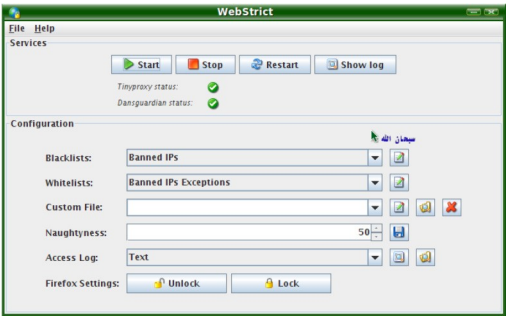 WebStrict
File Help
Services
Start Stop Restart Show log
Tinyproxy status:
Dansguardian status:
Configuration
سبحان الله
Blacklists: Banned IPs
Whitelists: Banned IPs Exceptions
Custom File:
Naughtyness: 50
Access Log: Text
Firefox Settings: Unlock Lock